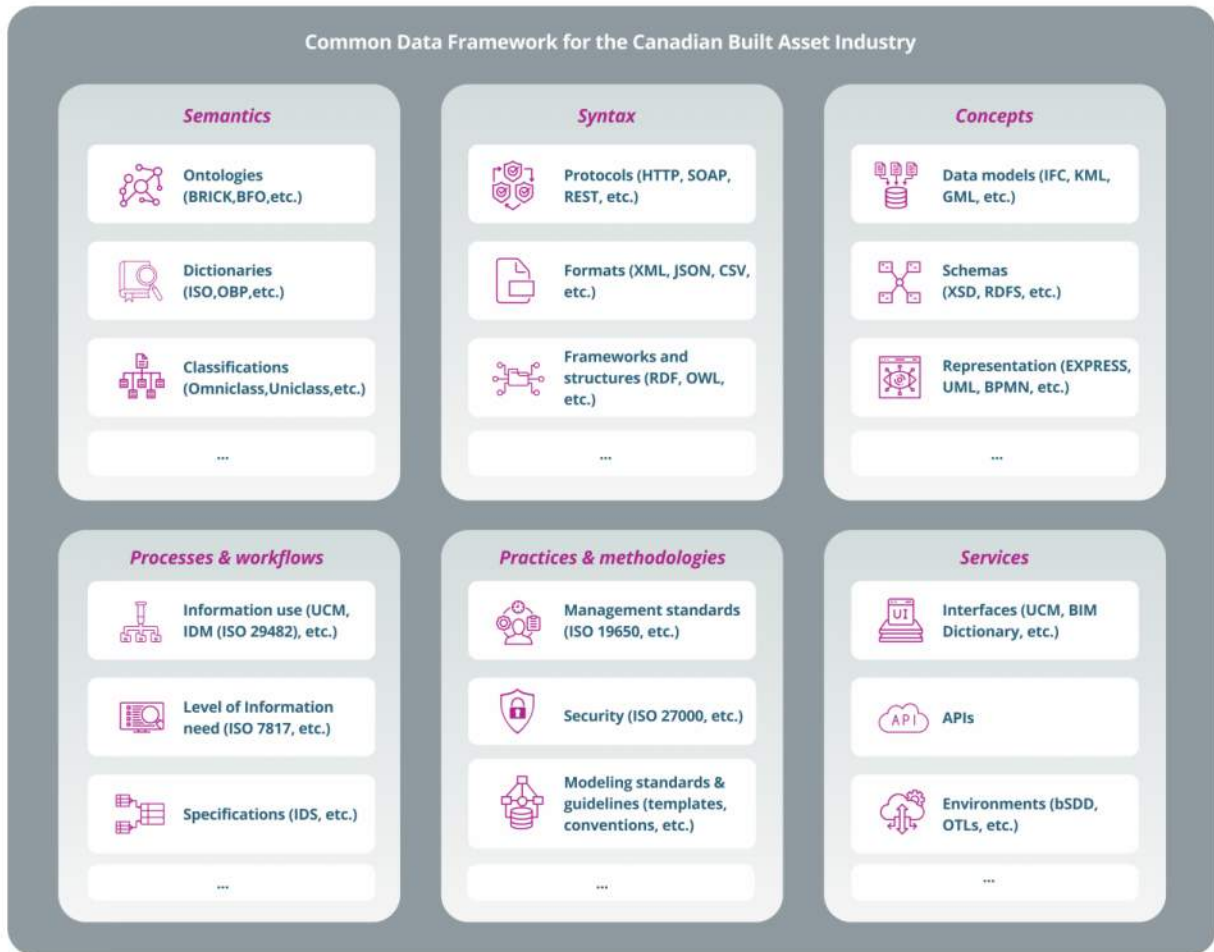 Common Data Framework for the Canadian Built Asset Industry
Semantics
Ontologies
(BRICK,BFO,etc.)
Dictionaries
(ISO,OBP,etc.)
Classifications
(Omniclass,Uniclass,etc.)
...
Syntax
Protocols (HTTP, SOAP,
REST, etc.)
Formats (XML, JSON, CSV,
etc.)
Frameworks and
structures (RDF, OWL,
etc.)
...
Concepts
Data models (IFC, KML,
GML, etc.)
Schemas
(XSD, RDFS, etc.)
Representation (EXPRESS,
UML, BPMN, etc.)
...
Processes & workflows
Information use (UCM,
IDM (ISO 29482), etc.)
Level of Information
need (ISO 7817, etc.)
Specifications (IDS, etc.)
...
Practices & methodologies
Management standards
(ISO 19650, etc.)
Security (ISO 27000, etc.)
Modeling standards &
guidelines (templates,
conventions, etc.)
...
Services
UI
Interfaces (UCM, BIM
Dictionary, etc.)
API
APIs
Environments (bSDD,
OTLs, etc.)
...